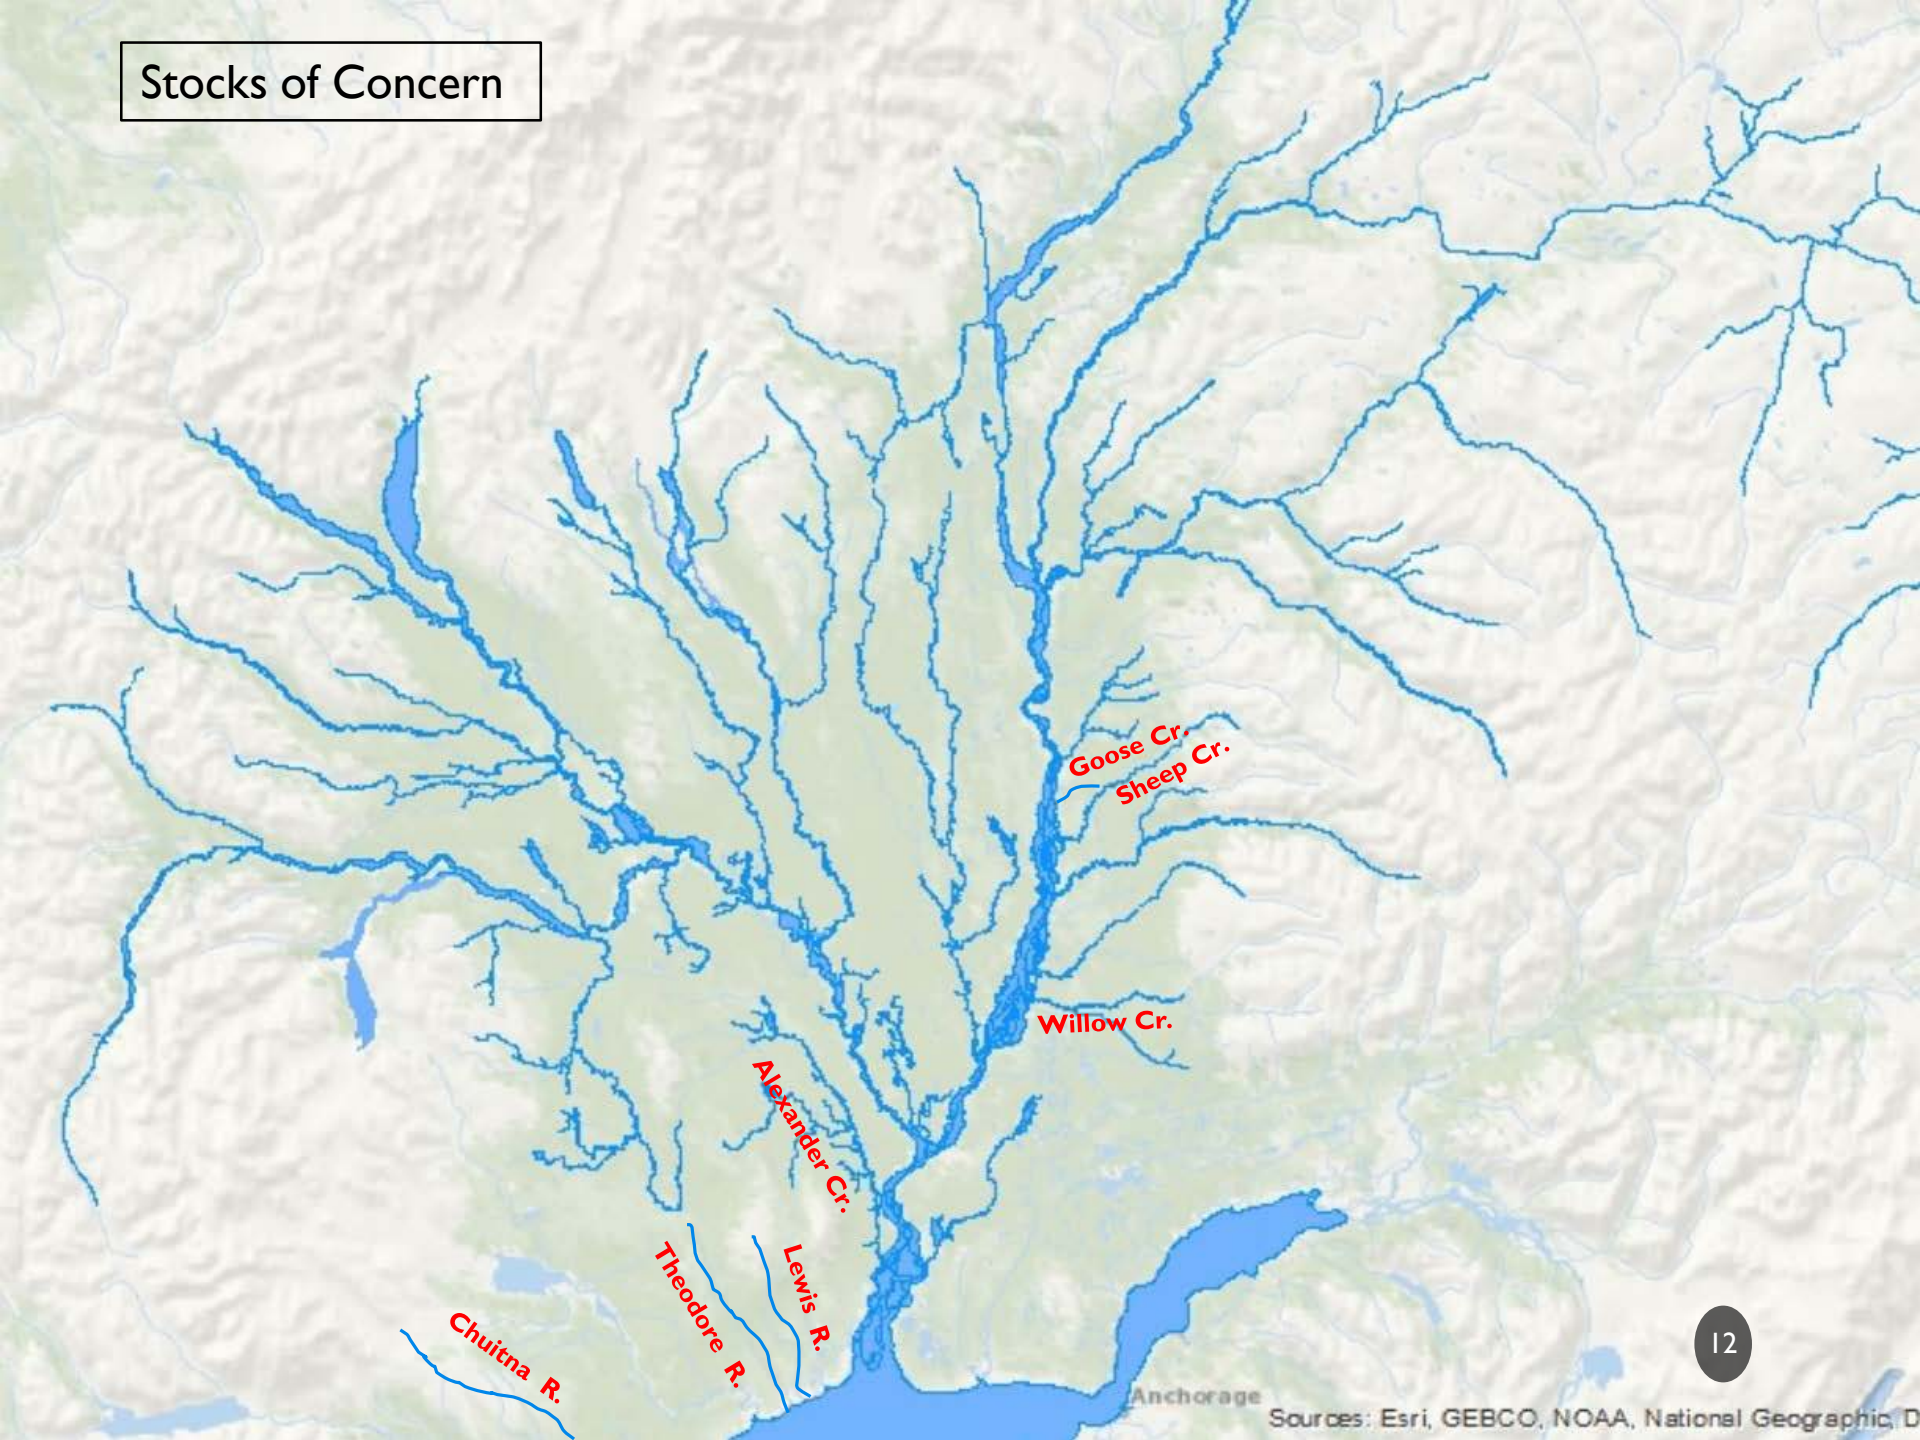 Stocks of Concern
Goose Cr.
Sheep Cr.
Willow Cr.
Alexander Cr.
Theodore R.
Lewis R.
Chuitna R.
12
Anchorage
Sources: Esri, GEBCO, NOAA, National Geographic, D